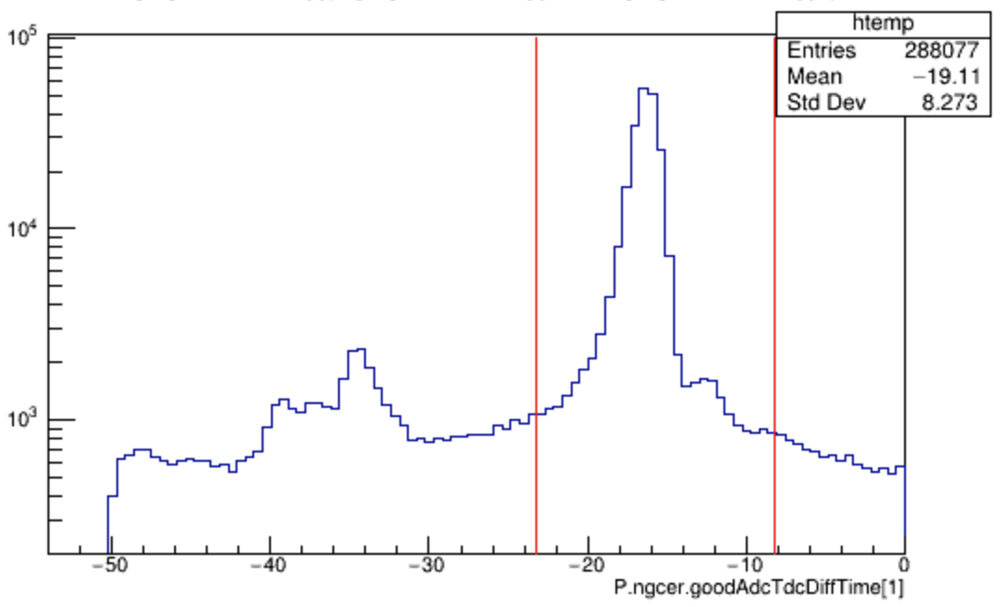 htemp
Entries 288077
Mean −19.11
Std Dev 8.273
10⁵
10⁴
10³
−50 −40 −30 −20 −10 0
P.ngcer.goodAdcTdcDiffTime[1]